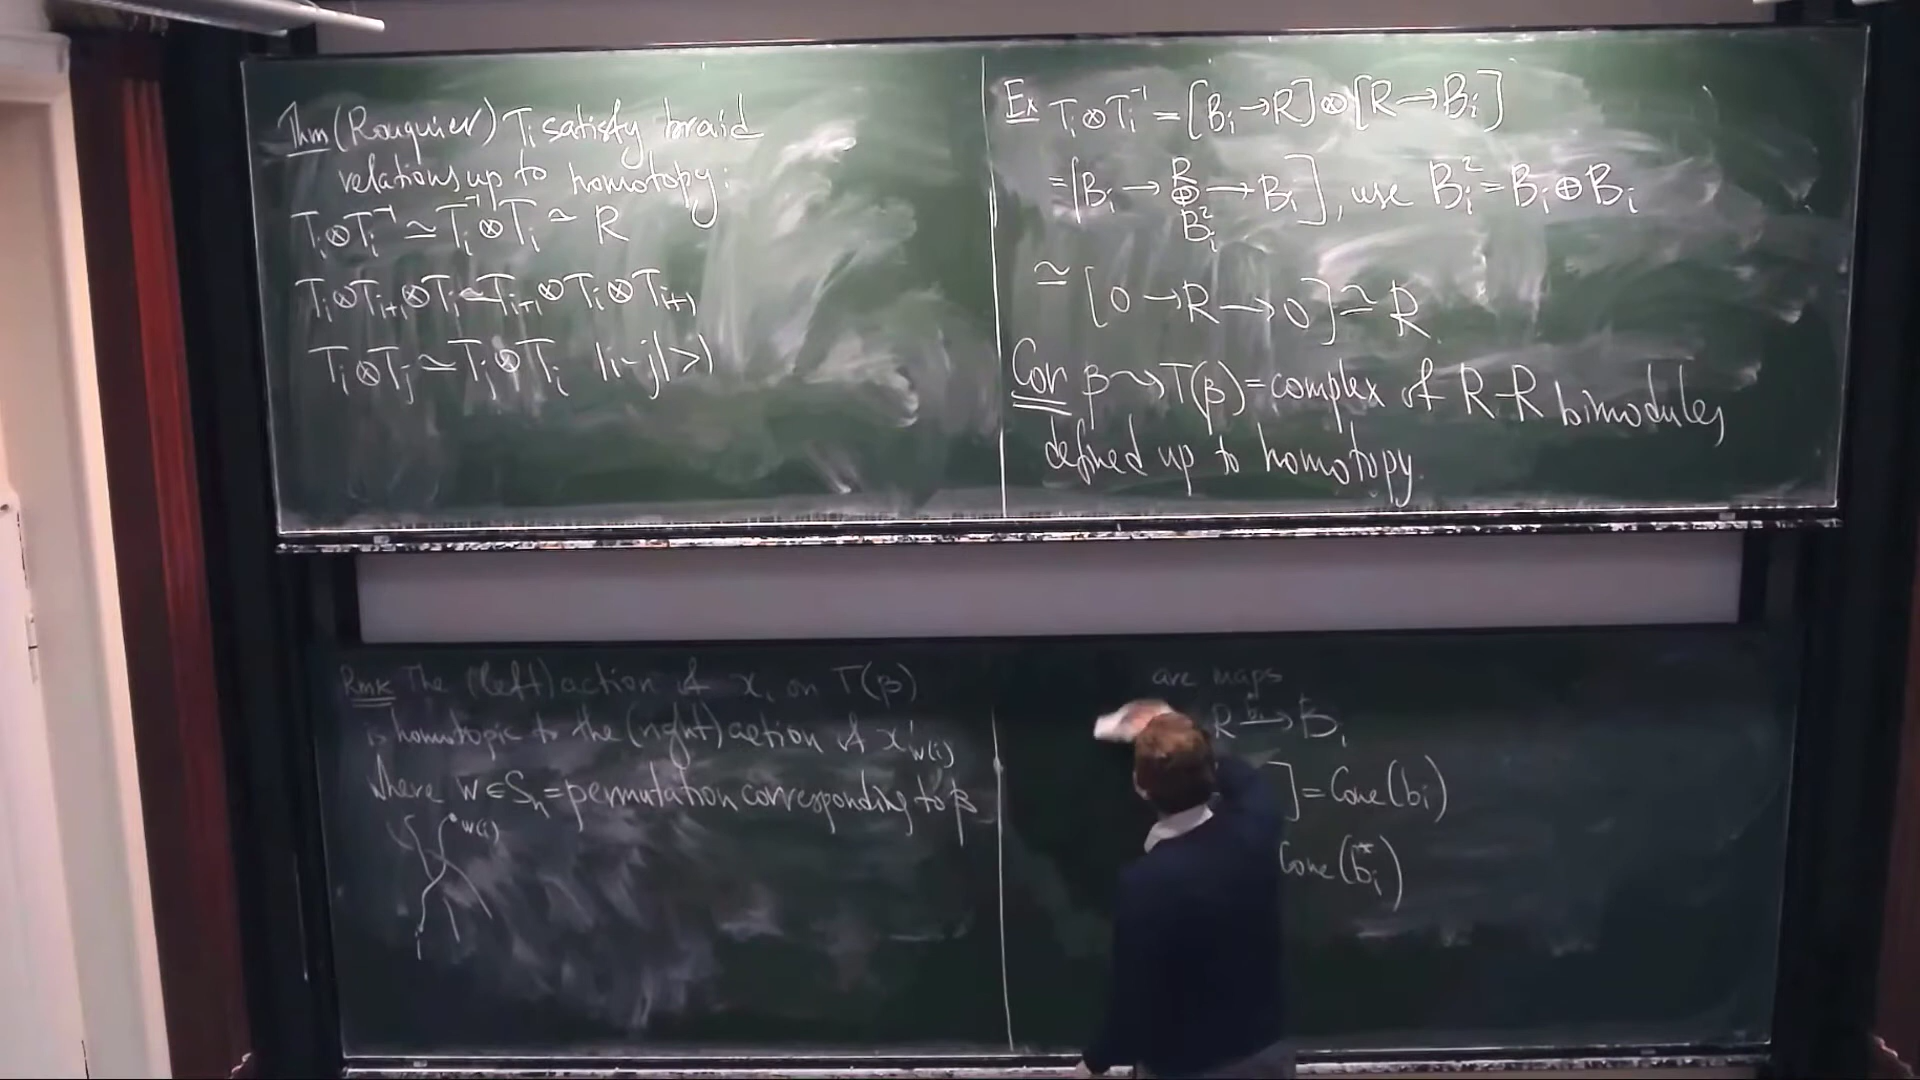 Thm (Rouquier) Ti satisfy braid
relations up to homotopy:
Ti⊗Ti⁻¹ ≃ Ti⁻¹⊗Ti ≃ R
Ti⊗Ti+1⊗Ti ≃ Ti+1⊗Ti⊗Ti+1
Ti⊗Tj ≃ Tj⊗Ti |i-j|>1
Ex Ti⊗Ti⁻¹ = [Bi→R]⊗[R→Bi]
= [Bi → R ⊕ Bi² → Bi], use Bi² = Bi⊕Bi
≃ [0→R→0] ≃ R
Cor β ⇝ T(β) = complex of R-R bimodules
defined up to homotopy.
Rmk The (left) action of xi on T(β)
is homotopic to the (right) action of x'w(i)
where w∈Sn = permutation corresponding to β
w(i)
i
are maps
R →bi Bi
] = Cone(bi)
Cone(bi*)